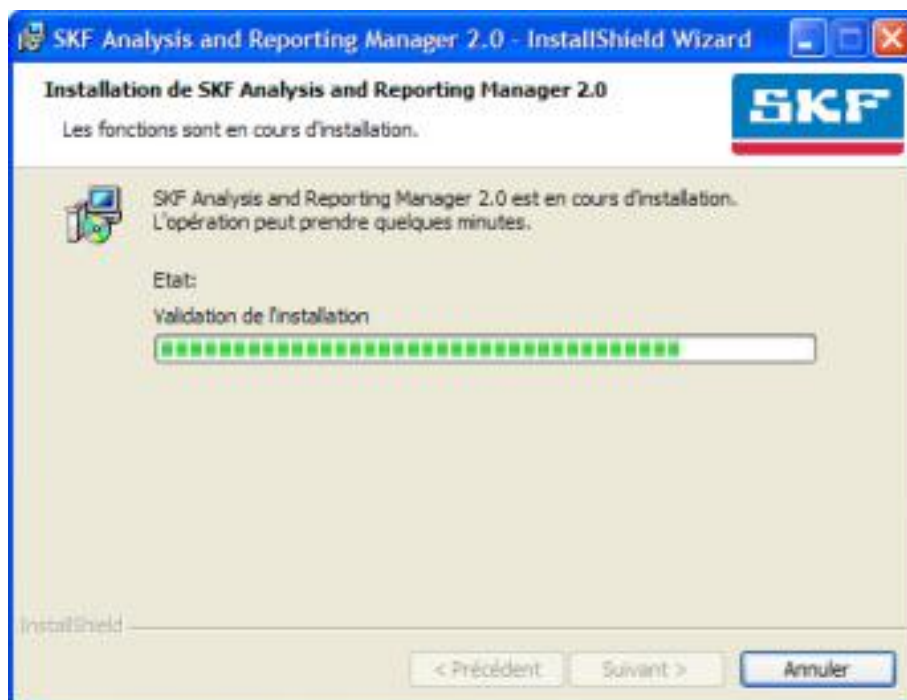 SKF Analysis and Reporting Manager 2.0 - InstallShield Wizard
Installation de SKF Analysis and Reporting Manager 2.0
SKF
Les fonctions sont en cours d'installation.
SKF Analysis and Reporting Manager 2.0 est en cours d'installation.
L'opération peut prendre quelques minutes.
Etat:
Validation de l'installation
InstallShield
< Précédent
Suivant >
Annuler